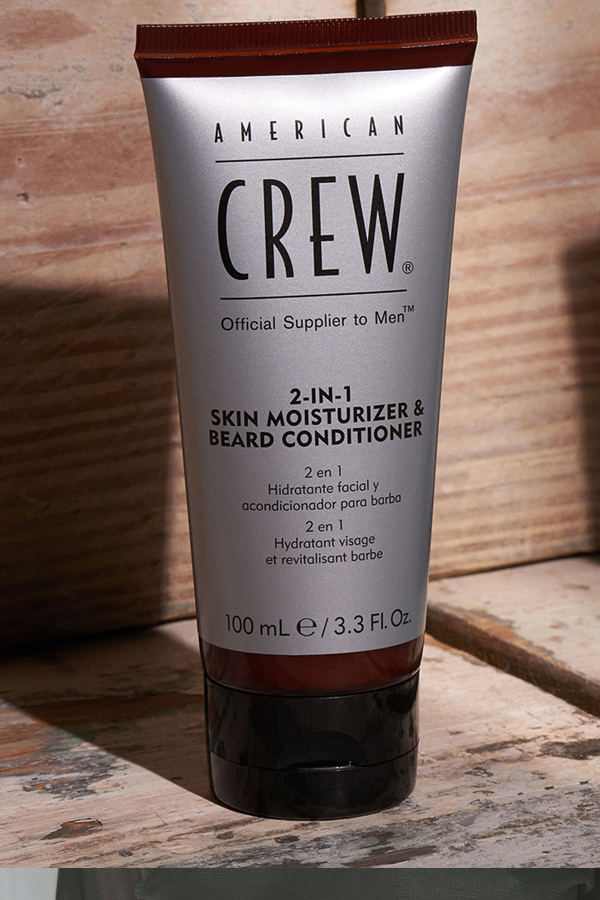 AMERICAN
CREW®
Official Supplier to Men™
2-IN-1
SKIN MOISTURIZER &
BEARD CONDITIONER
2 en 1
Hidratante facial y
acondicionador para barba
2 en 1
Hydratant visage
et revitalisant barbe
100 mL ℮ / 3.3 Fl. Oz.